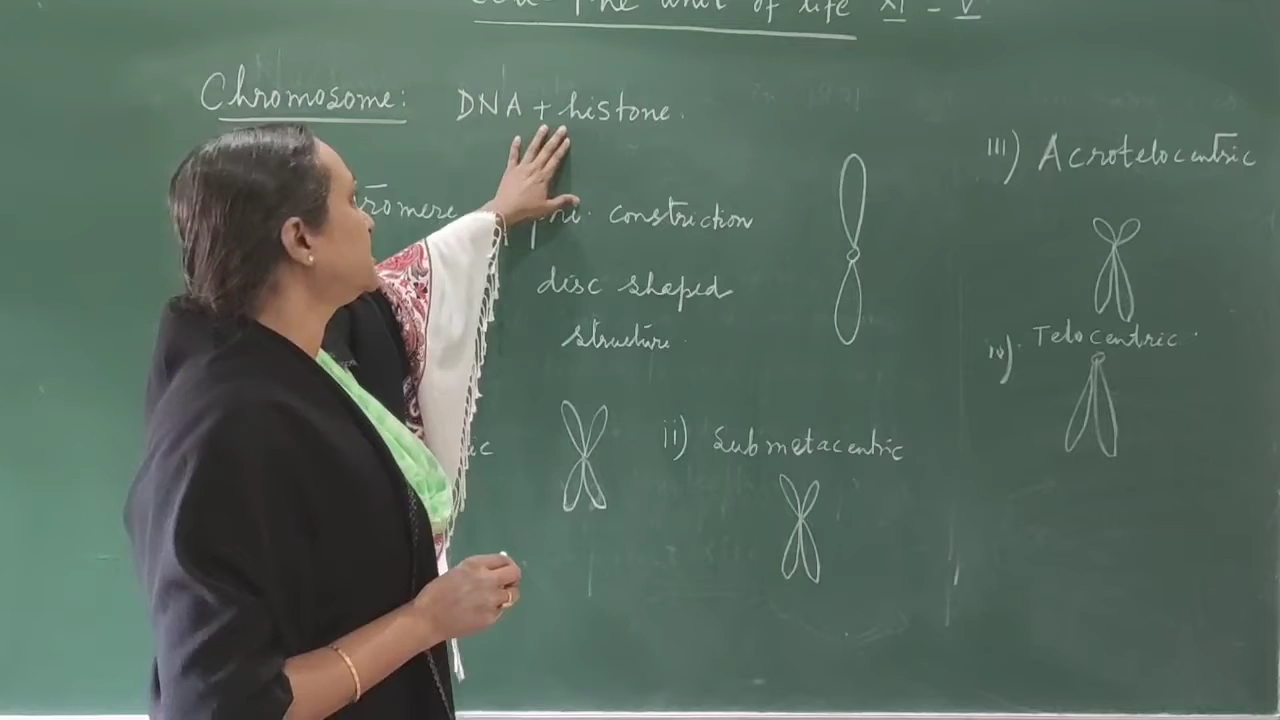 The unit of life XI - V
Chromosome: DNA + histone.
romere pri. constriction
disc shaped
structure.
ic
ii) Submetacentric
iii) Acrotelocentric
iv). Telocentric.